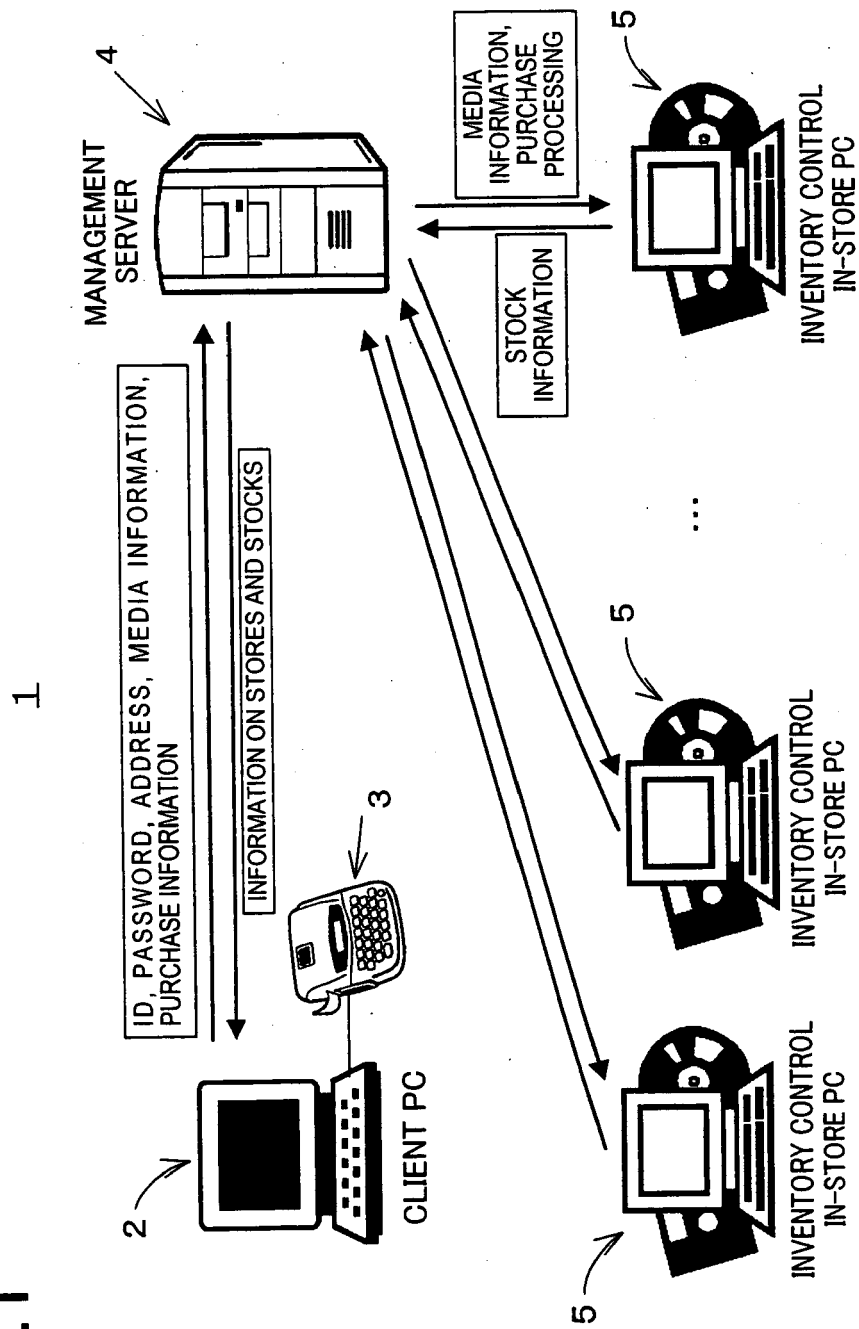 1
ID, PASSWORD, ADDRESS, MEDIA INFORMATION,
PURCHASE INFORMATION
INFORMATION ON STORES AND STOCKS
MANAGEMENT
SERVER
4
2
CLIENT PC
3
STOCK
INFORMATION
MEDIA
INFORMATION,
PURCHASE
PROCESSING
5
INVENTORY CONTROL
IN-STORE PC
5
INVENTORY CONTROL
IN-STORE PC
...
5
INVENTORY CONTROL
IN-STORE PC